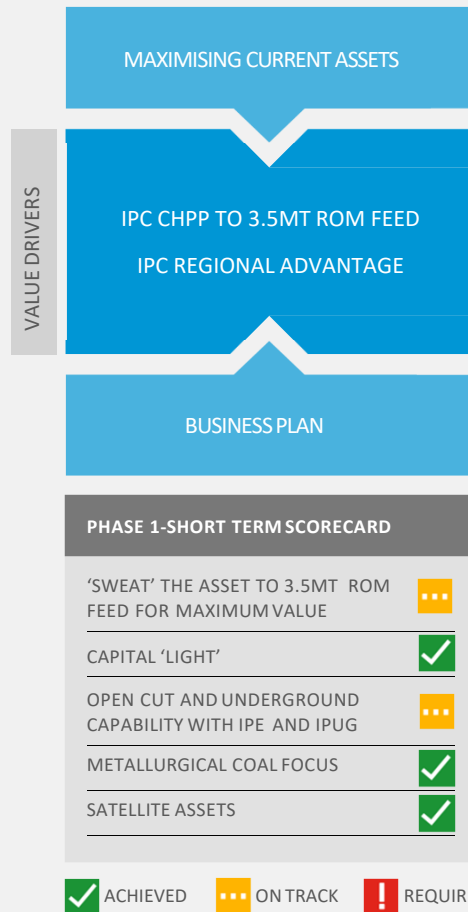 MAXIMISING CURRENT ASSETS
VALUE DRIVERS
IPC CHPP TO 3.5MT ROM FEED
IPC REGIONAL ADVANTAGE
BUSINESS PLAN
PHASE 1-SHORT TERM SCORECARD
‘SWEAT’ THE ASSET TO 3.5MT ROM
FEED FOR MAXIMUM VALUE
CAPITAL ‘LIGHT’
OPEN CUT AND UNDERGROUND
CAPABILITY WITH IPE AND IPUG
METALLURGICAL COAL FOCUS
SATELLITE ASSETS
ACHIEVED ON TRACK REQUIR